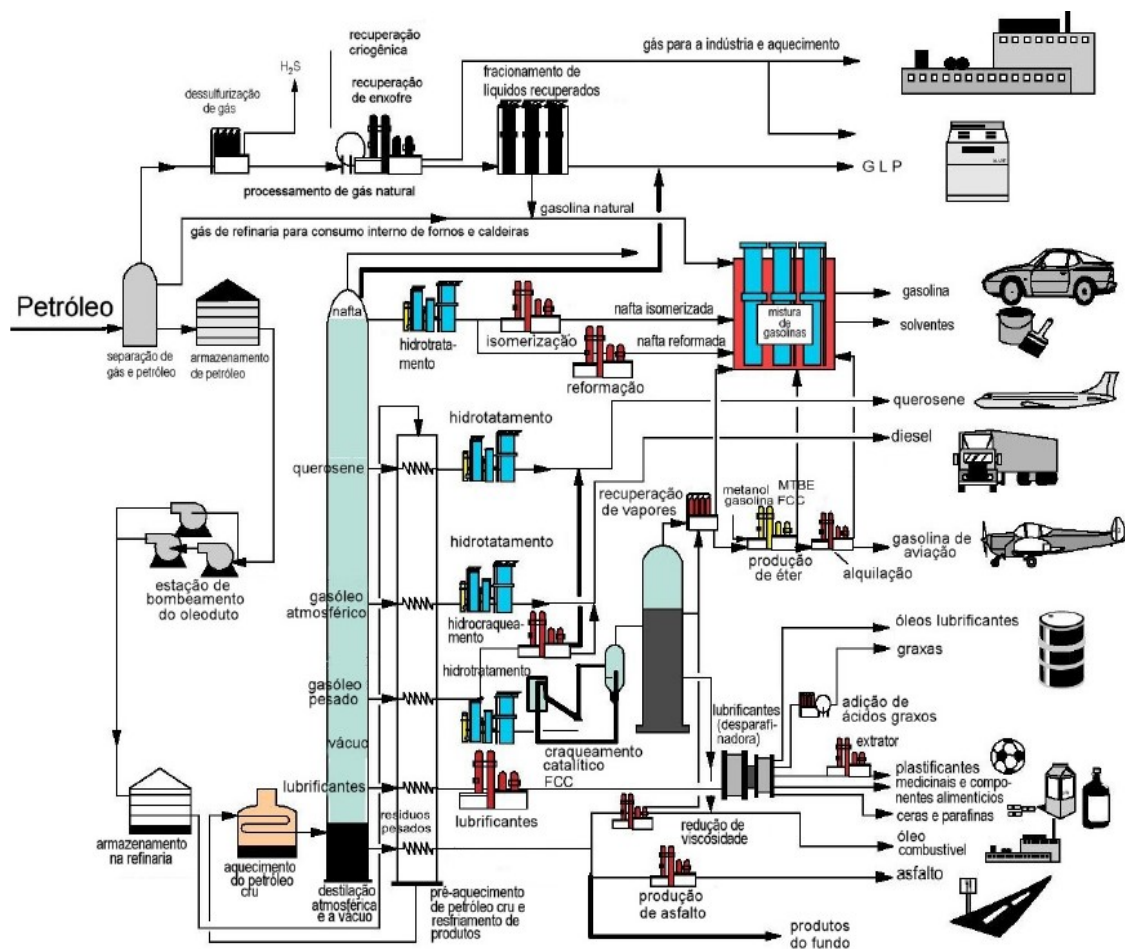 recuperação
criogênica
gás para a indústria e aquecimento
H₂S
fracionamento de
líquidos recuperados
dessulfurização
de gás
recuperação
de enxofre
GLP
processamento de gás natural
gasolina natural
gás de refinaria para consumo interno de fornos e caldeiras
Petróleo
nafta
nafta isomerizada
mistura
de
gasolinas
gasolina
solventes
hidrotrata-
mento
isomerização
nafta reformada
separação de
gás e petróleo
armazenamento
de petróleo
reformação
querosene
hidrotatamento
diesel
querosene
recuperação
de vapores
metanol
gasolina
MTBE
FCC
hidrotatamento
gasolina de
aviação
produção
de éter
alquilação
estação de
bombeamento
do oleoduto
gasóleo
atmosférico
hidrocraquea-
mento
óleos lubrificantes
graxas
hidrotratamento
gasóleo
pesado
lubrificantes
(desparafi-
nadora)
adição de
ácidos graxos
vácuo
craqueamento
catalítico
FCC
extrator
plastificantes
medicinais e compo-
nentes alimentícios
ceras e parafinas
lubrificantes
lubrificantes
resíduos
pesados
redução de
viscosidade
óleo
combustível
armazenamento
na refinaria
aquecimento
do petróleo
cru
asfalto
destilação
atmosférica
e a vácuo
pré-aquecimento
de petróleo cru e
resfriamento de
produtos
produção
de asfalto
produtos
do fundo